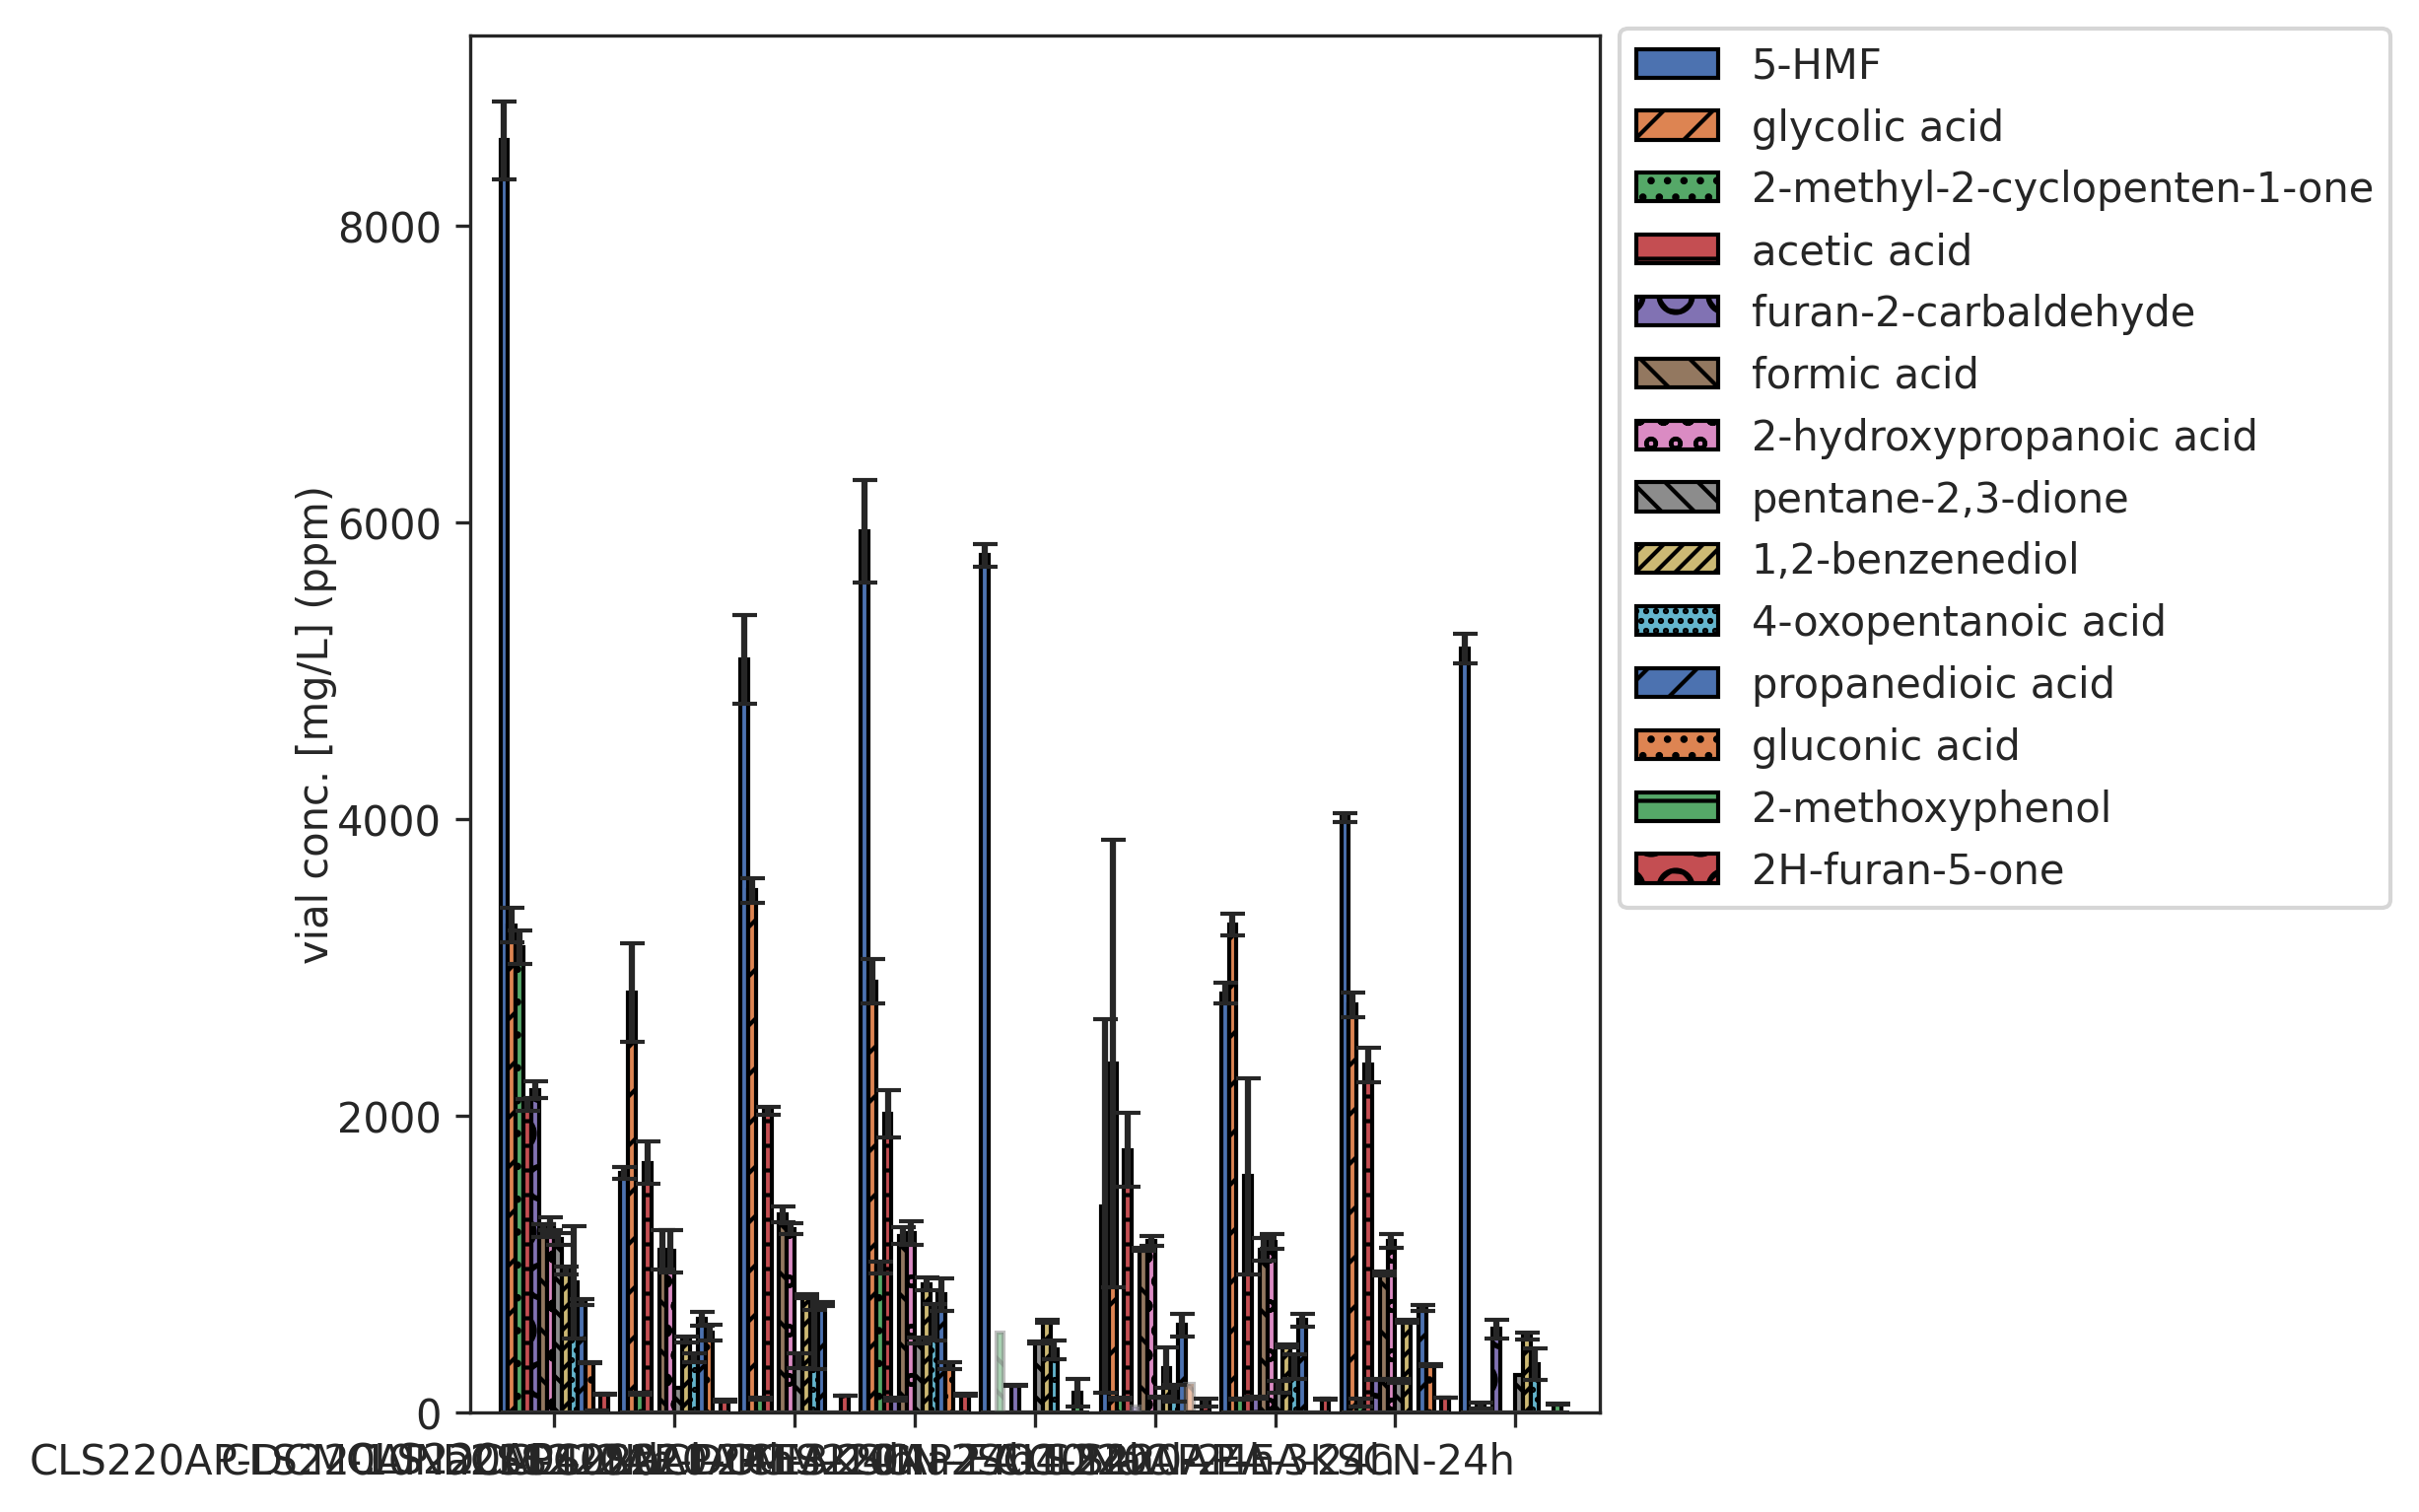 8000
6000
4000
2000
0
vial conc. [mg/L] (ppm)
5-HMF
glycolic acid
2-methyl-2-cyclopenten-1-one
acetic acid
furan-2-carbaldehyde
formic acid
2-hydroxypropanoic acid
pentane-2,3-dione
1,2-benzenediol
4-oxopentanoic acid
propanedioic acid
gluconic acid
2-methoxyphenol
2H-furan-5-one